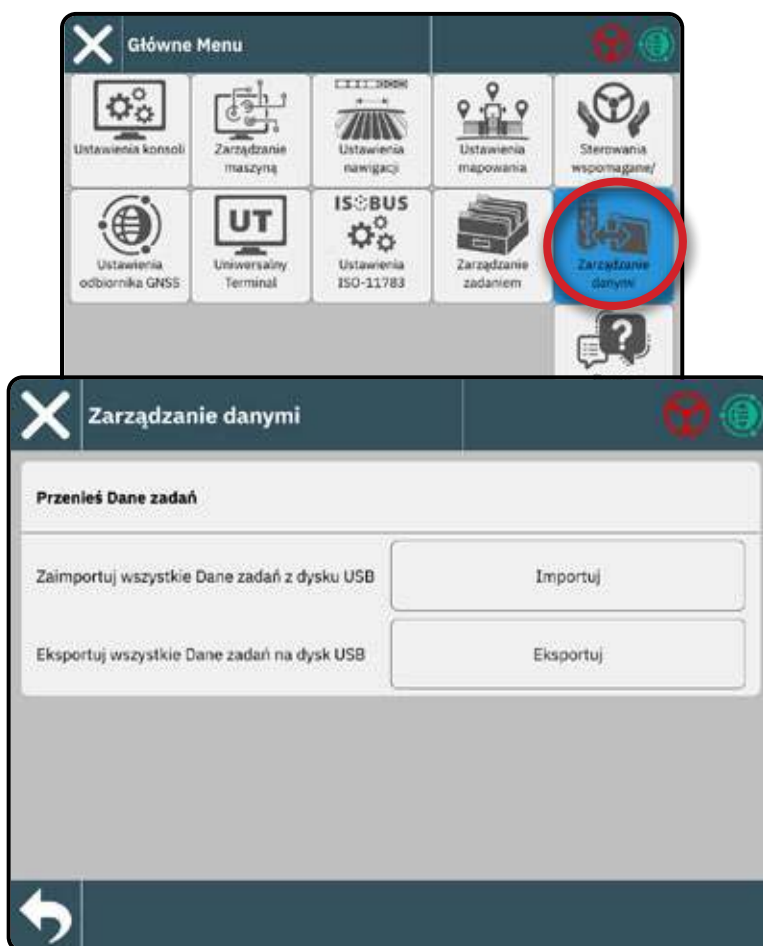 Główne Menu
Ustawienia konsoli
Zarządzanie
maszyną
Ustawienia
nawigacji
Ustawienia
mapowania
Sterowania
wspomagane/
Ustawienia
odbiornika GNSS
UT
Uniwersalny
Terminal
ISOBUS
Ustawienia
ISO-11783
Zarządzanie
zadaniem
Zarządzanie
danymi
?
Zarządzanie danymi
Przenieś Dane zadań
Zaimportuj wszystkie Dane zadań z dysku USB
Importuj
Eksportuj wszystkie Dane zadań na dysk USB
Eksportuj